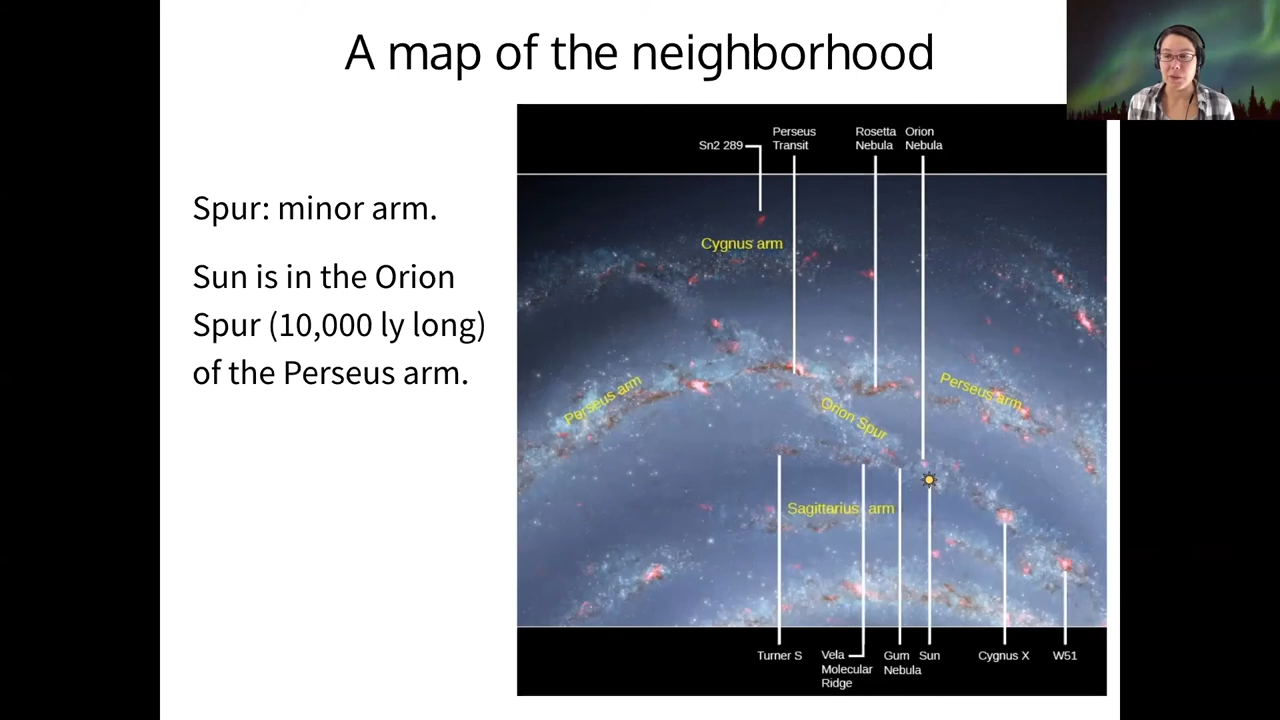 A map of the neighborhood
Spur: minor arm.
Sun is in the Orion
Spur (10,000 ly long)
of the Perseus arm.
Sn2 289
Perseus
Transit
Rosetta
Nebula
Orion
Nebula
Cygnus arm
Perseus arm
Orion Spur
Perseus arm
Sagittarius arm
Turner S
Vela
Molecular
Ridge
Gum
Nebula
Sun
Cygnus X
W51